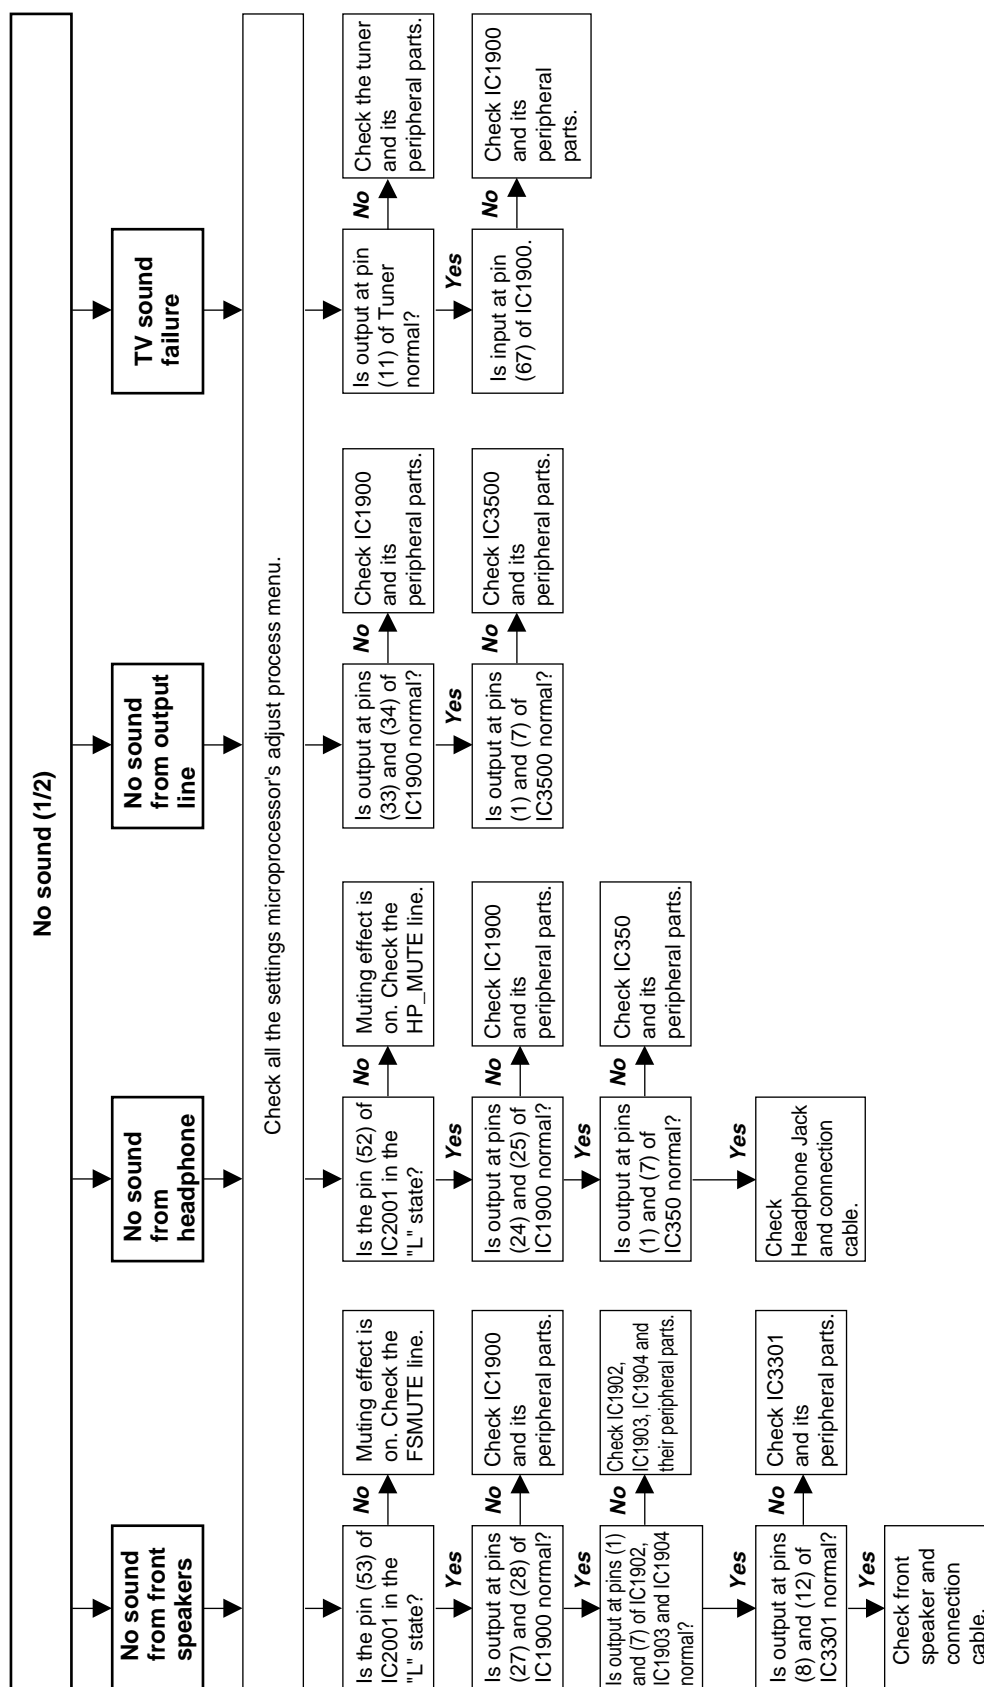 No sound (1/2)
No sound
from front
speakers
No sound
from
headphone
No sound
from output
line
TV sound
failure
Check all the settings microprocessor's adjust process menu.
Is the pin (53) of
IC2001 in the
"L" state?
No
Muting effect is
on. Check the
FSMUTE line.
Yes
Is output at pins
(27) and (28) of
IC1900 normal?
No
Check IC1900
and its
peripheral parts.
Yes
Is output at pins (1)
and (7) of IC1902,
IC1903 and IC1904
normal?
No
Check IC1902,
IC1903, IC1904 and
their peripheral parts.
Yes
Is output at pins
(8) and (12) of
IC3301 normal?
No
Check IC3301
and its
peripheral parts.
Yes
Check front
speaker and
connection
cable.
Is the pin (52) of
IC2001 in the
"L" state?
No
Muting effect is
on. Check the
HP_MUTE line.
Yes
Is output at pins
(24) and (25) of
IC1900 normal?
No
Check IC1900
and its
peripheral parts.
Yes
Is output at pins
(1) and (7) of
IC350 normal?
No
Check IC350
and its
peripheral parts.
Yes
Check
Headphone Jack
and connection
cable.
Is output at pins
(33) and (34) of
IC1900 normal?
No
Check IC1900
and its
peripheral parts.
Yes
Is output at pins
(1) and (7) of
IC3500 normal?
No
Check IC3500
and its
peripheral parts.
Is output at pin
(11) of Tuner
normal?
No
Check the tuner
and its
peripheral parts.
Yes
Is input at pin
(67) of IC1900.
No
Check IC1900
and its
peripheral
parts.